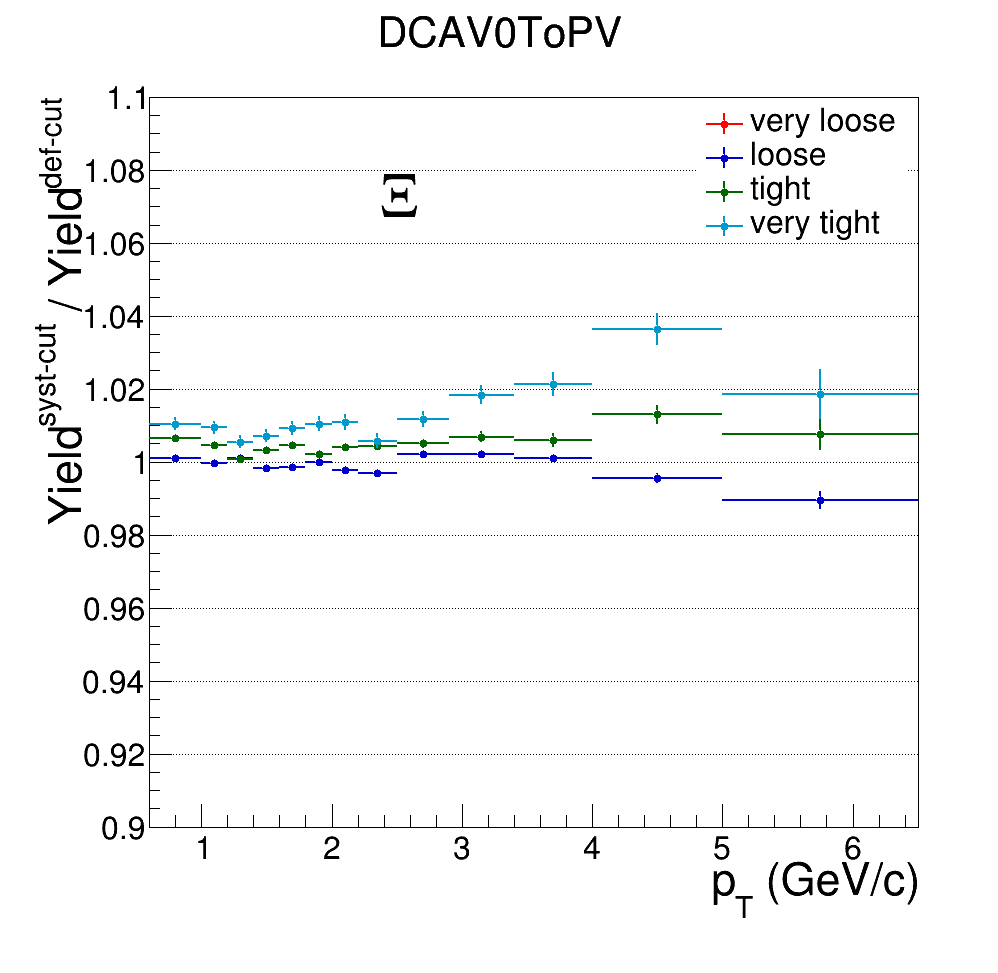 DCAV0ToPV
Yield^syst-cut / Yield^def-cut
1.1
1.08
1.06
1.04
1.02
1
0.98
0.96
0.94
0.92
0.9
Ξ
very loose
loose
tight
very tight
1 2 3 4 5 6
p_T (GeV/c)